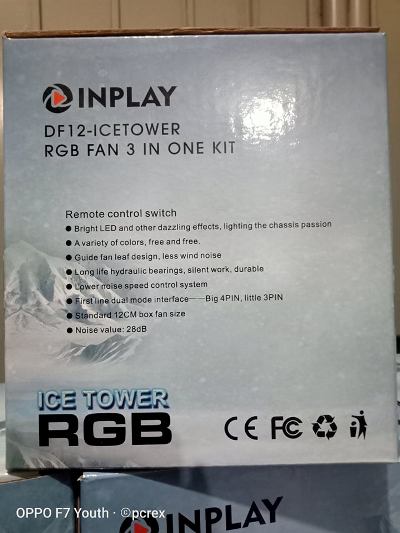 INPLAY
DF12-ICETOWER
RGB FAN 3 IN ONE KIT
Remote control switch
● Bright LED and other dazzling effects, lighting the chassis passion
● A variety of colors, free and free.
● Guide fan leaf design, less wind noise
● Long life hydraulic bearings, silent work, durable
● Lower noise speed control system
● First line dual mode interface——Big 4PIN, little 3PIN
● Standard 12CM box fan size
● Noise value: 28dB
ICE TOWER
RGB
CE FC
INPLAY
OPPO F7 Youth · ©pcrex